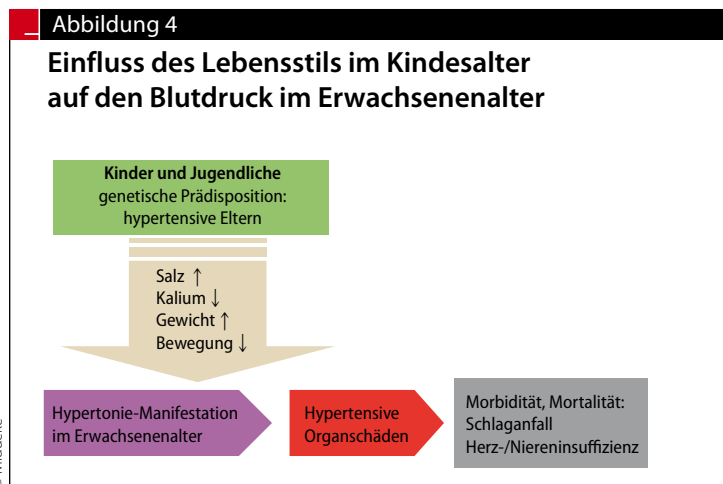 Abbildung 4
Einfluss des Lebensstils im Kindesalter
auf den Blutdruck im Erwachsenenalter
Kinder und Jugendliche
genetische Prädisposition:
hypertensive Eltern
Salz ↑
Kalium ↓
Gewicht ↑
Bewegung ↓
Hypertonie-Manifestation
im Erwachsenenalter
Hypertensive
Organschäden
Morbidität, Mortalität:
Schlaganfall
Herz-/Niereninsuffizienz